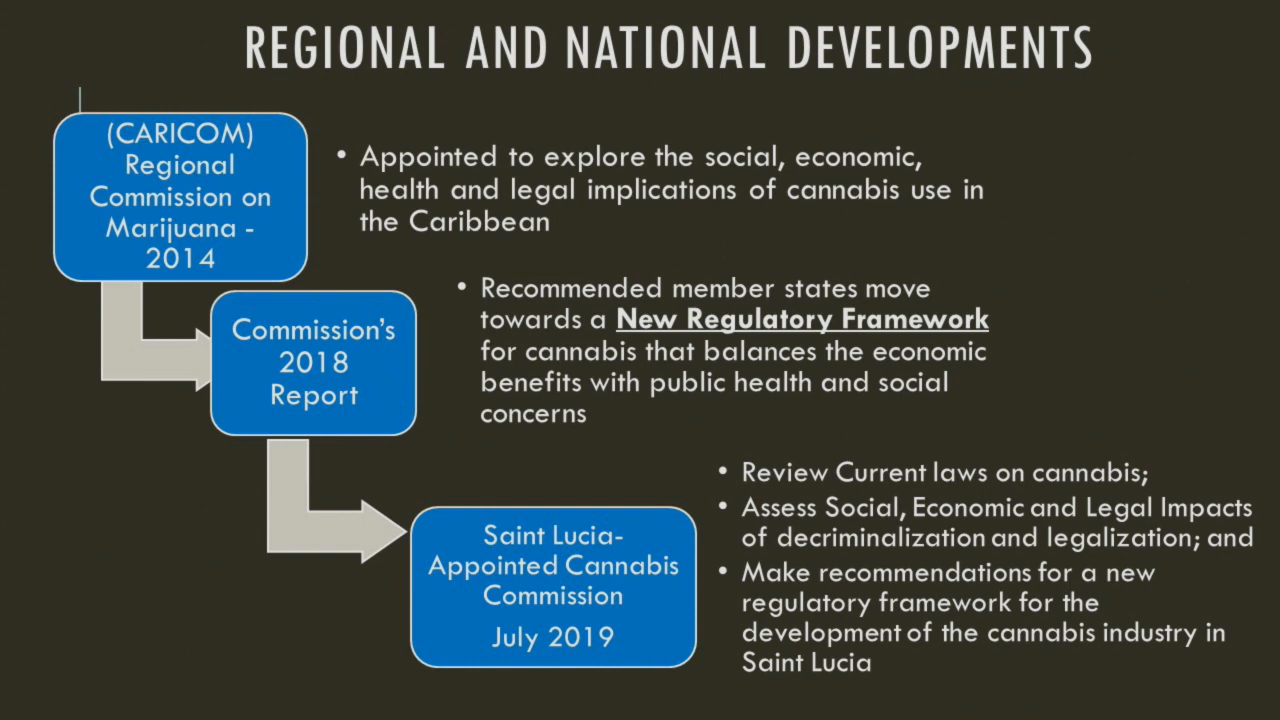 REGIONAL AND NATIONAL DEVELOPMENTS
(CARICOM)
Regional
Commission on
Marijuana -
2014
• Appointed to explore the social, economic,
health and legal implications of cannabis use in
the Caribbean
Commission's
2018
Report
• Recommended member states move
towards a New Regulatory Framework
for cannabis that balances the economic
benefits with public health and social
concerns
Saint Lucia-
Appointed Cannabis
Commission
July 2019
• Review Current laws on cannabis;
• Assess Social, Economic and Legal Impacts
of decriminalization and legalization; and
• Make recommendations for a new
regulatory framework for the
development of the cannabis industry in
Saint Lucia